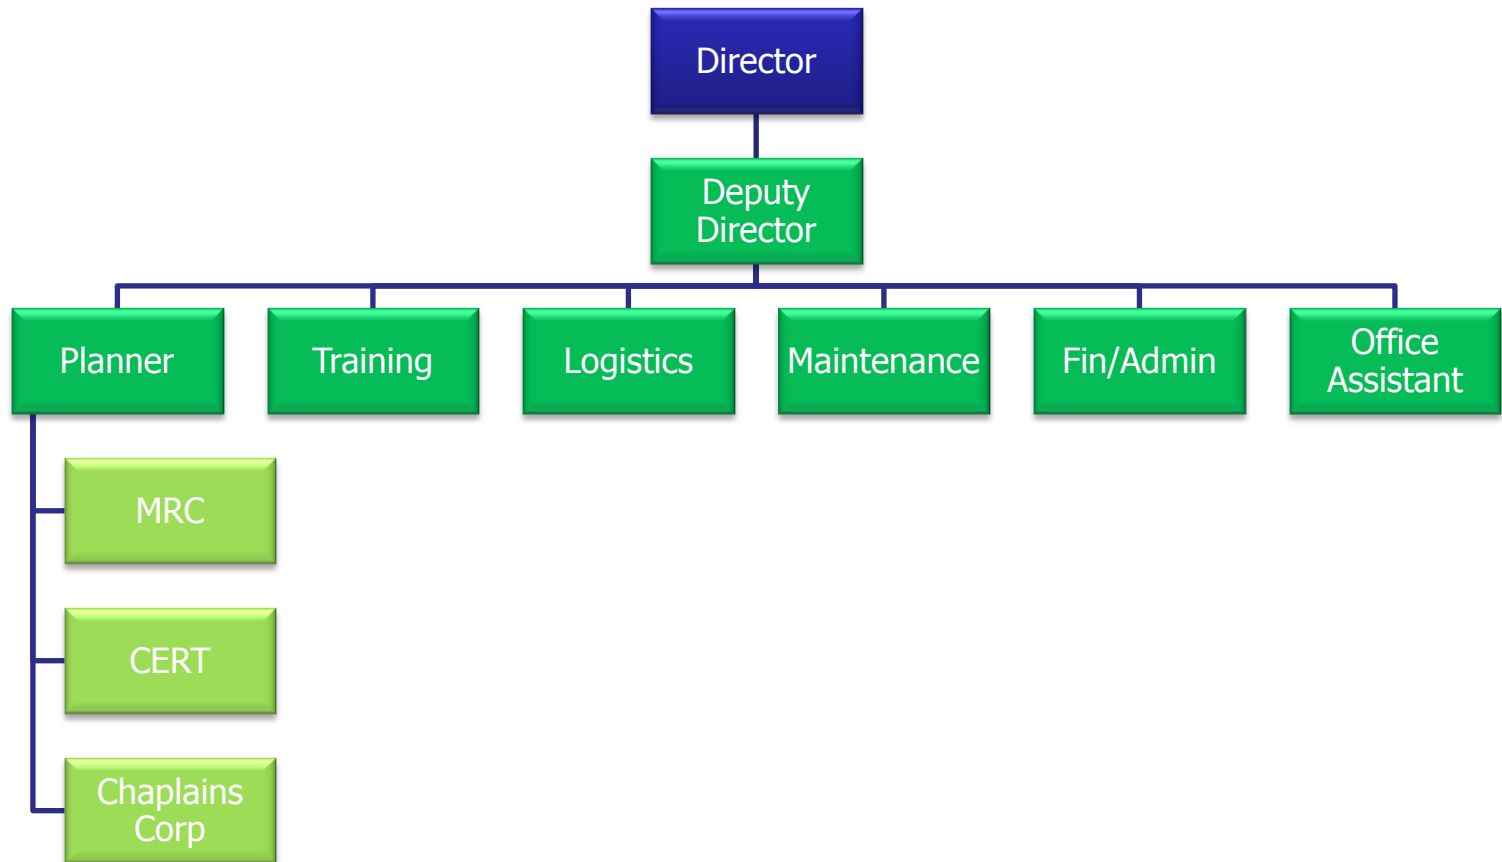 Director
Deputy
Director
Planner
Training
Logistics
Maintenance
Fin/Admin
Office
Assistant
MRC
CERT
Chaplains
Corp